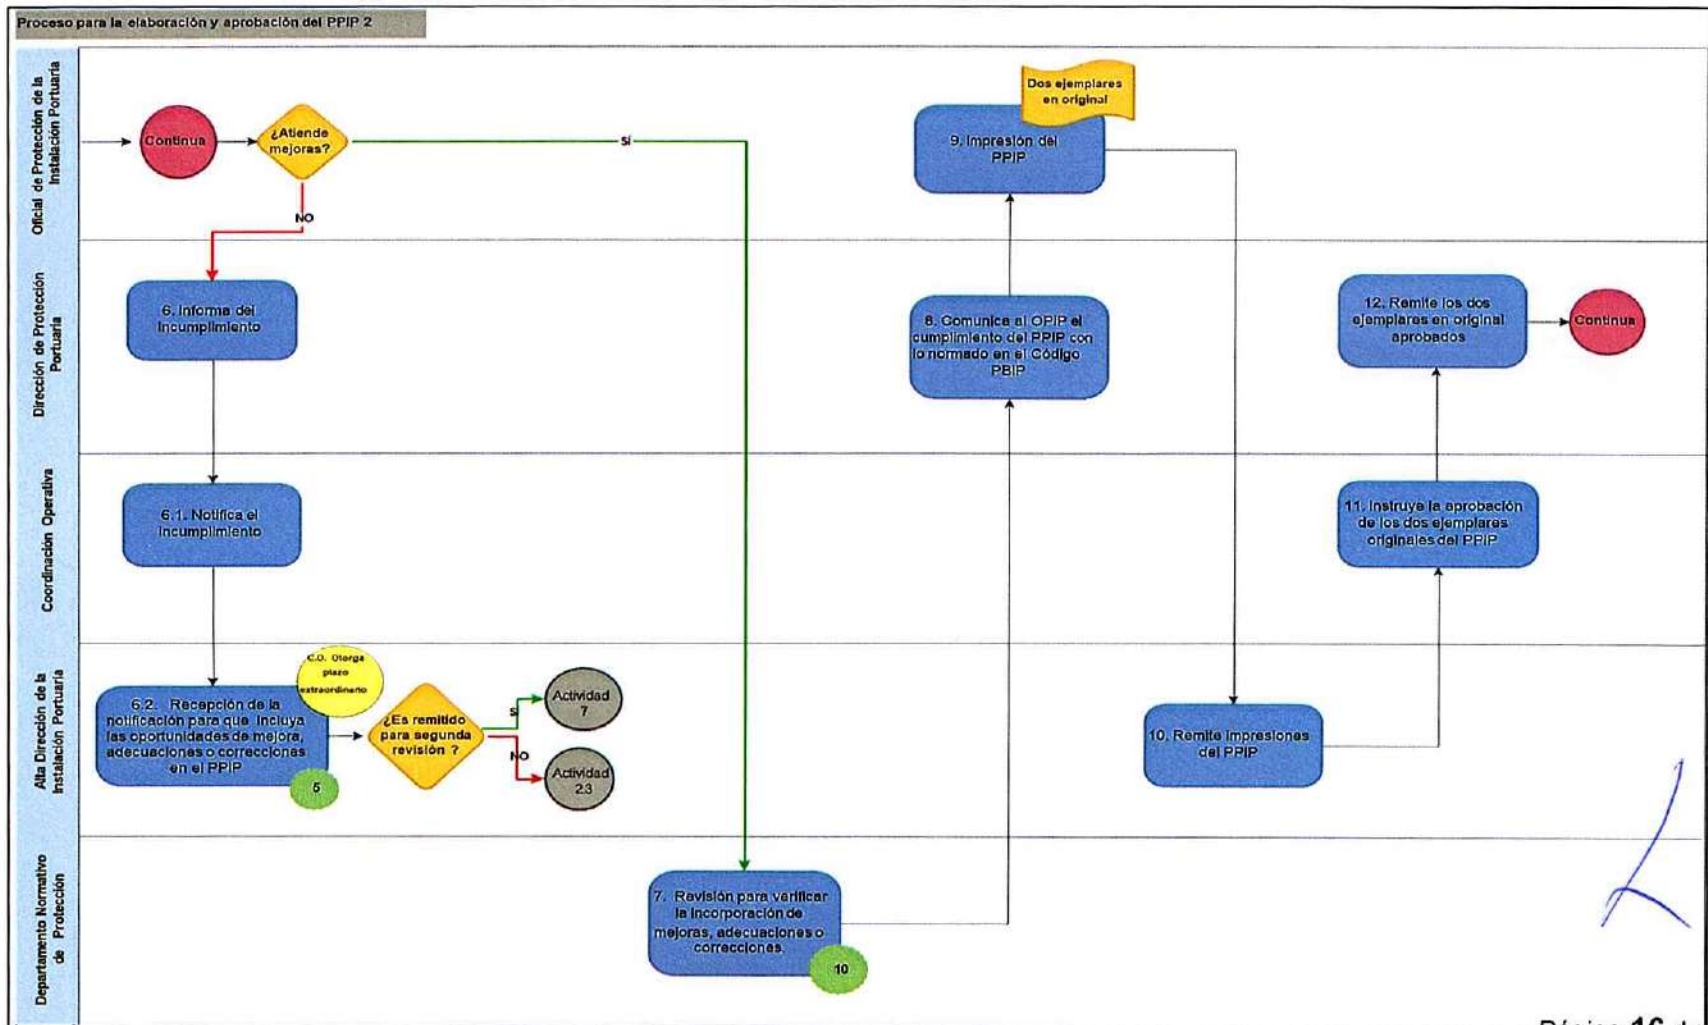 Proceso para la elaboración y aprobación del PPIP 2
Oficial de Protección de la
Instalación Portuaria
Continua
¿Atiende
mejoras?
SÍ
NO
Dos ejemplares
en original
9. Impresión del
PPIP
Dirección de Protección
Portuaria
6. Informa del
Incumplimiento
8. Comunica al OPIP el
cumplimiento del PPIP con
lo normado en el Código
PBIP
12. Remite los dos
ejemplares en original
aprobados
Continua
Coordinación Operativa
6.1. Notifica el
Incumplimiento
11. Instruye la aprobación
de los dos ejemplares
originales del PPIP
Alta Dirección de la
Instalación Portuaria
C.O. Otorga
plazo
extraordinario
6.2. Recepción de la
notificación para que incluya
las oportunidades de mejora,
adecuaciones o correcciones
en el PPIP
5
¿Es remitido
para segunda
revisión ?
SI
NO
Actividad
7
Actividad
2.3
10. Remite impresiones
del PPIP
Departamento Normativo
de Protección
7. Revisión para verificar
la incorporación de
mejoras, adecuaciones o
correcciones.
10
Página 16 d